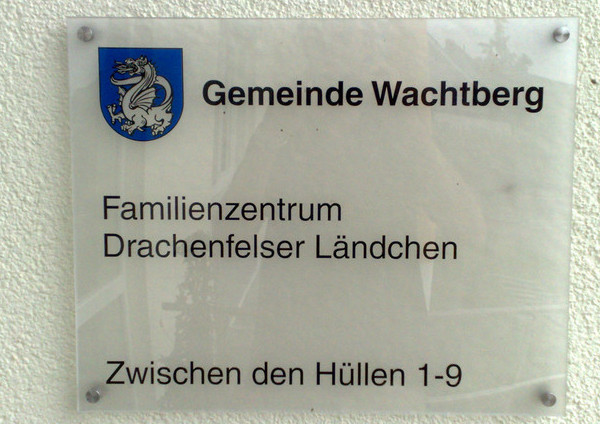 Gemeinde Wachtberg
Familienzentrum
Drachenfelser Ländchen
Zwischen den Hüllen 1-9